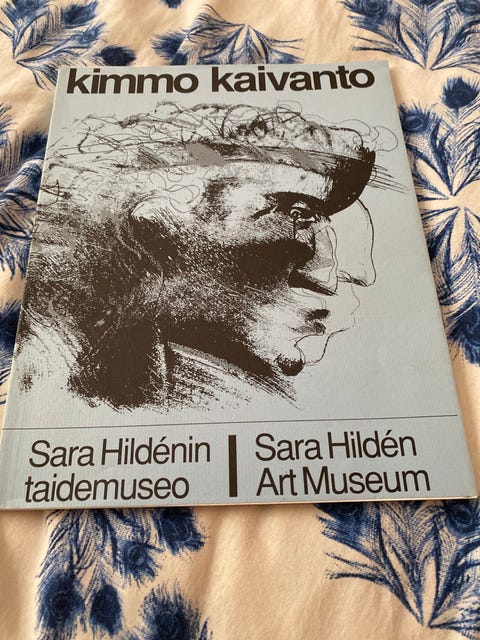 kimmo kaivanto
Sara Hildénin
taidemuseo
Sara Hildén
Art Museum